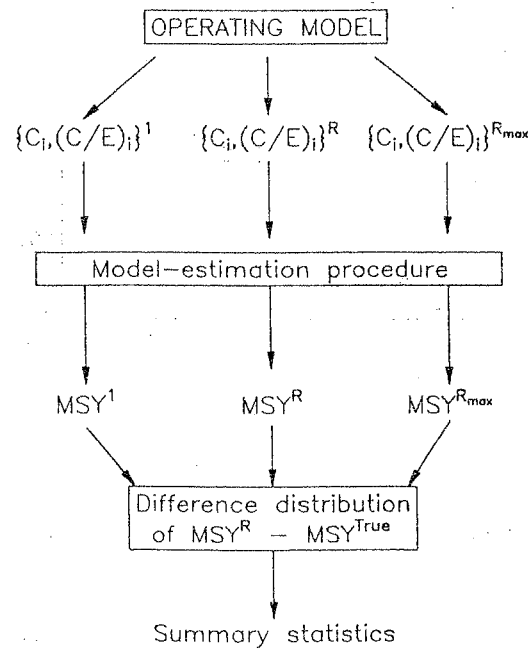 OPERATING MODEL
{C_i,(C/E)_i}^1 {C_i,(C/E)_i}^R {C_i,(C/E)_i}^{R_max}
Model-estimation procedure
MSY^1 MSY^R MSY^{R_max}
Difference distribution
of MSY^R - MSY^True
Summary statistics